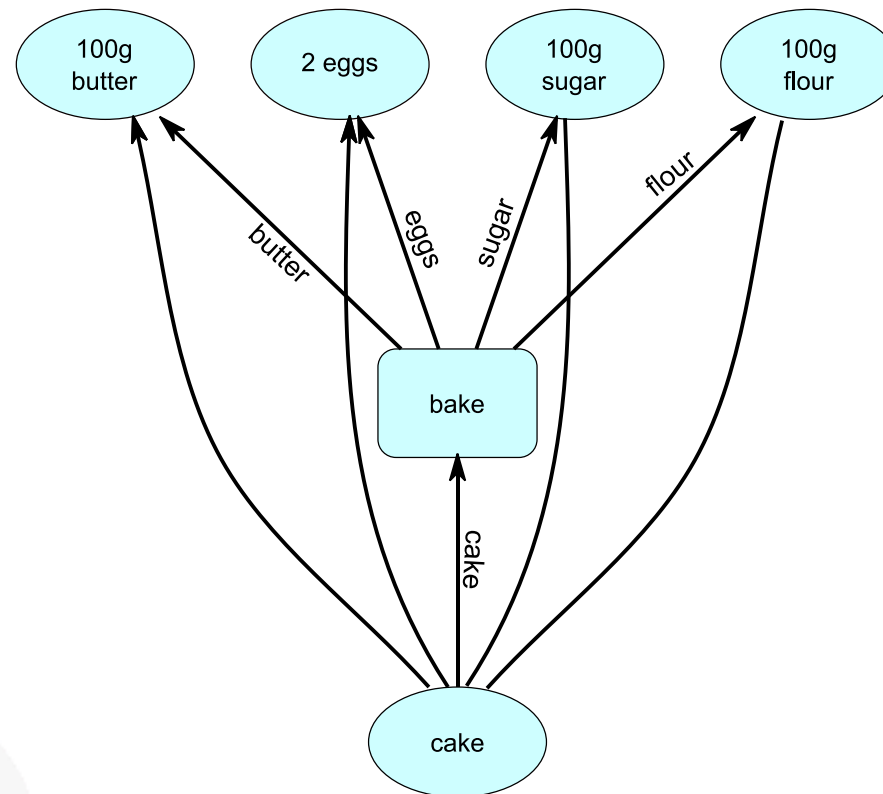 100g
butter
2 eggs
100g
sugar
100g
flour
butter
eggs
sugar
flour
bake
cake
cake